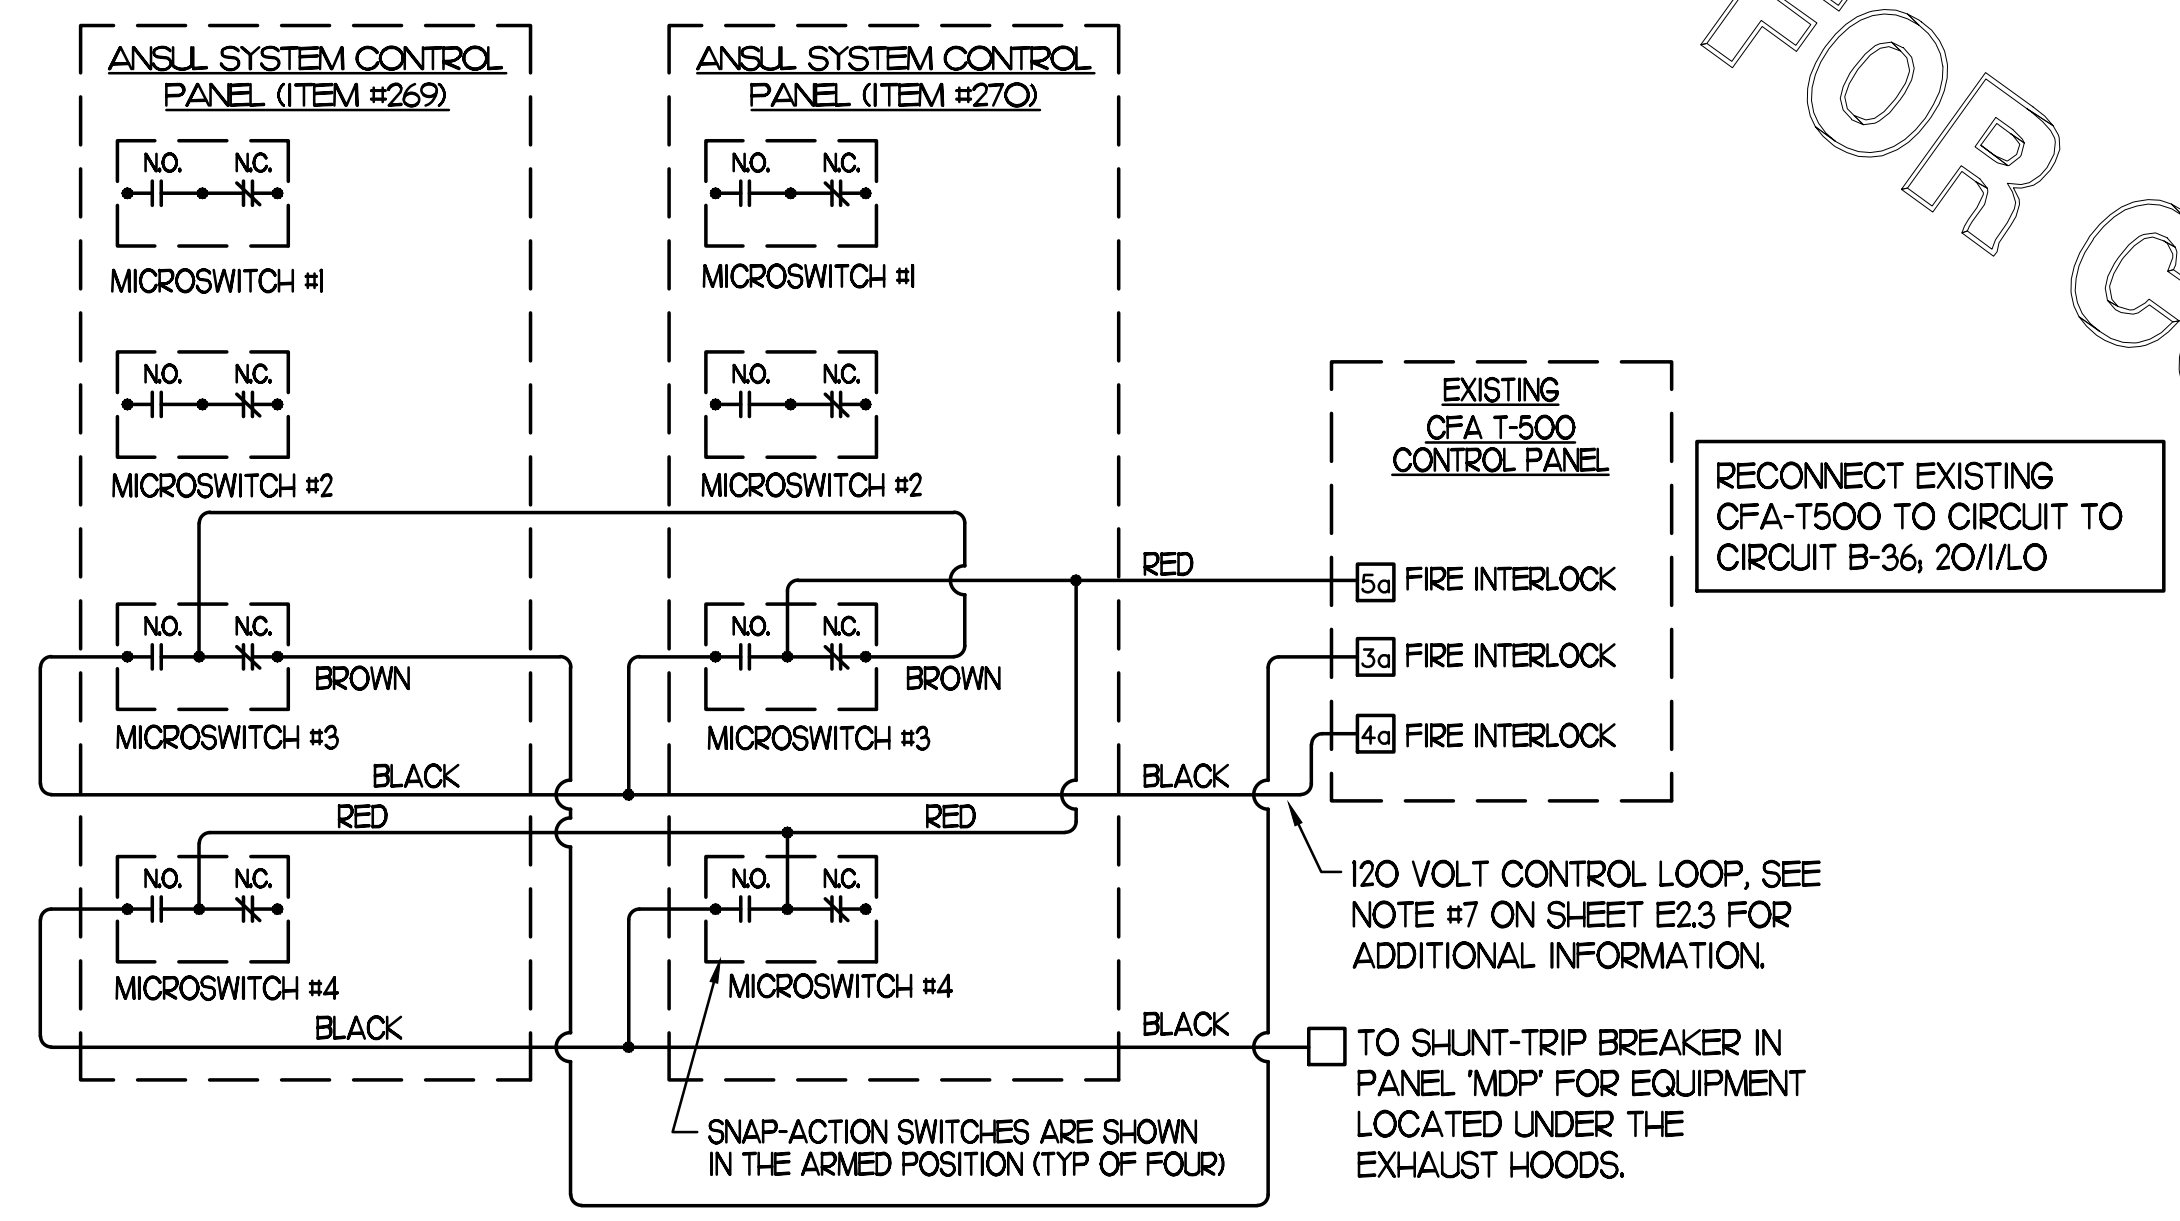 ANSUL SYSTEM CONTROL
PANEL (ITEM #269)
N.O. N.C.
MICROSWITCH #1
N.O. N.C.
MICROSWITCH #2
N.O. N.C.
BROWN
MICROSWITCH #3
BLACK
RED
N.O. N.C.
MICROSWITCH #4
BLACK
ANSUL SYSTEM CONTROL
PANEL (ITEM #270)
N.O. N.C.
MICROSWITCH #1
N.O. N.C.
MICROSWITCH #2
N.O. N.C.
BROWN
MICROSWITCH #3
RED
N.O. N.C.
MICROSWITCH #4
SNAP-ACTION SWITCHES ARE SHOWN
IN THE ARMED POSITION (TYP OF FOUR)
RED
BLACK
BLACK
EXISTING
CFA T-500
CONTROL PANEL
5a FIRE INTERLOCK
3a FIRE INTERLOCK
4a FIRE INTERLOCK
RECONNECT EXISTING
CFA-T500 TO CIRCUIT TO
CIRCUIT B-36; 20/1/LO
120 VOLT CONTROL LOOP, SEE
NOTE #7 ON SHEET E2.3 FOR
ADDITIONAL INFORMATION.
TO SHUNT-TRIP BREAKER IN
PANEL 'MDP' FOR EQUIPMENT
LOCATED UNDER THE
EXHAUST HOODS.
FOR C